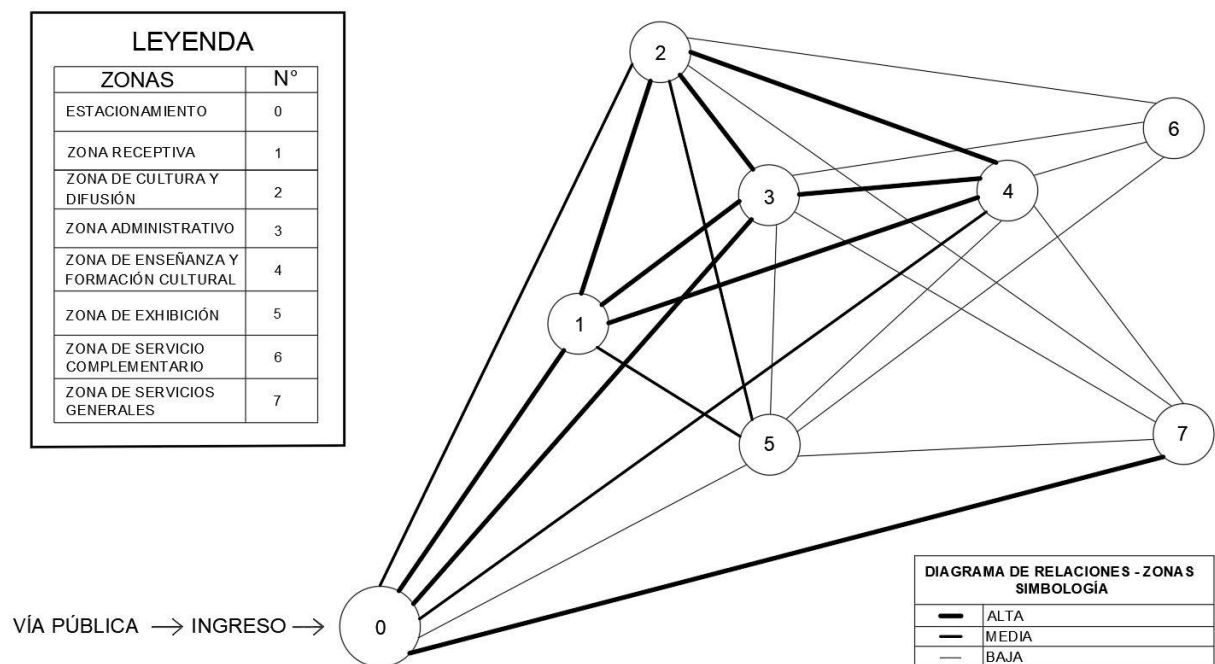 LEYENDA
ZONAS N°
ESTACIONAMIENTO 0
ZONA RECEPTIVA 1
ZONA DE CULTURA Y
DIFUSIÓN 2
ZONA ADMINISTRATIVO 3
ZONA DE ENSEÑANZA Y
FORMACIÓN CULTURAL 4
ZONA DE EXHIBICIÓN 5
ZONA DE SERVICIO
COMPLEMENTARIO 6
ZONA DE SERVICIOS
GENERALES 7
2
6
3
4
1
5
7
VÍA PÚBLICA → INGRESO → 0
DIAGRAMA DE RELACIONES - ZONAS
SIMBOLOGÍA
ALTA
MEDIA
BAJA